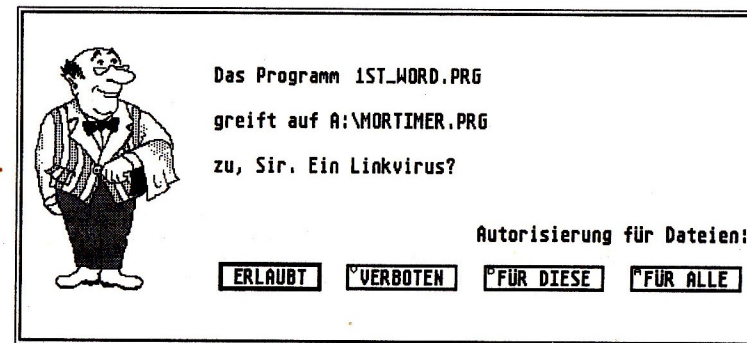 Das Programm 1ST_WORD.PRG
greift auf A:\MORTIMER.PRG
zu, Sir. Ein Linkvirus?
Autorisierung für Dateien:
ERLAUBT VERBOTEN FÜR DIESE FÜR ALLE